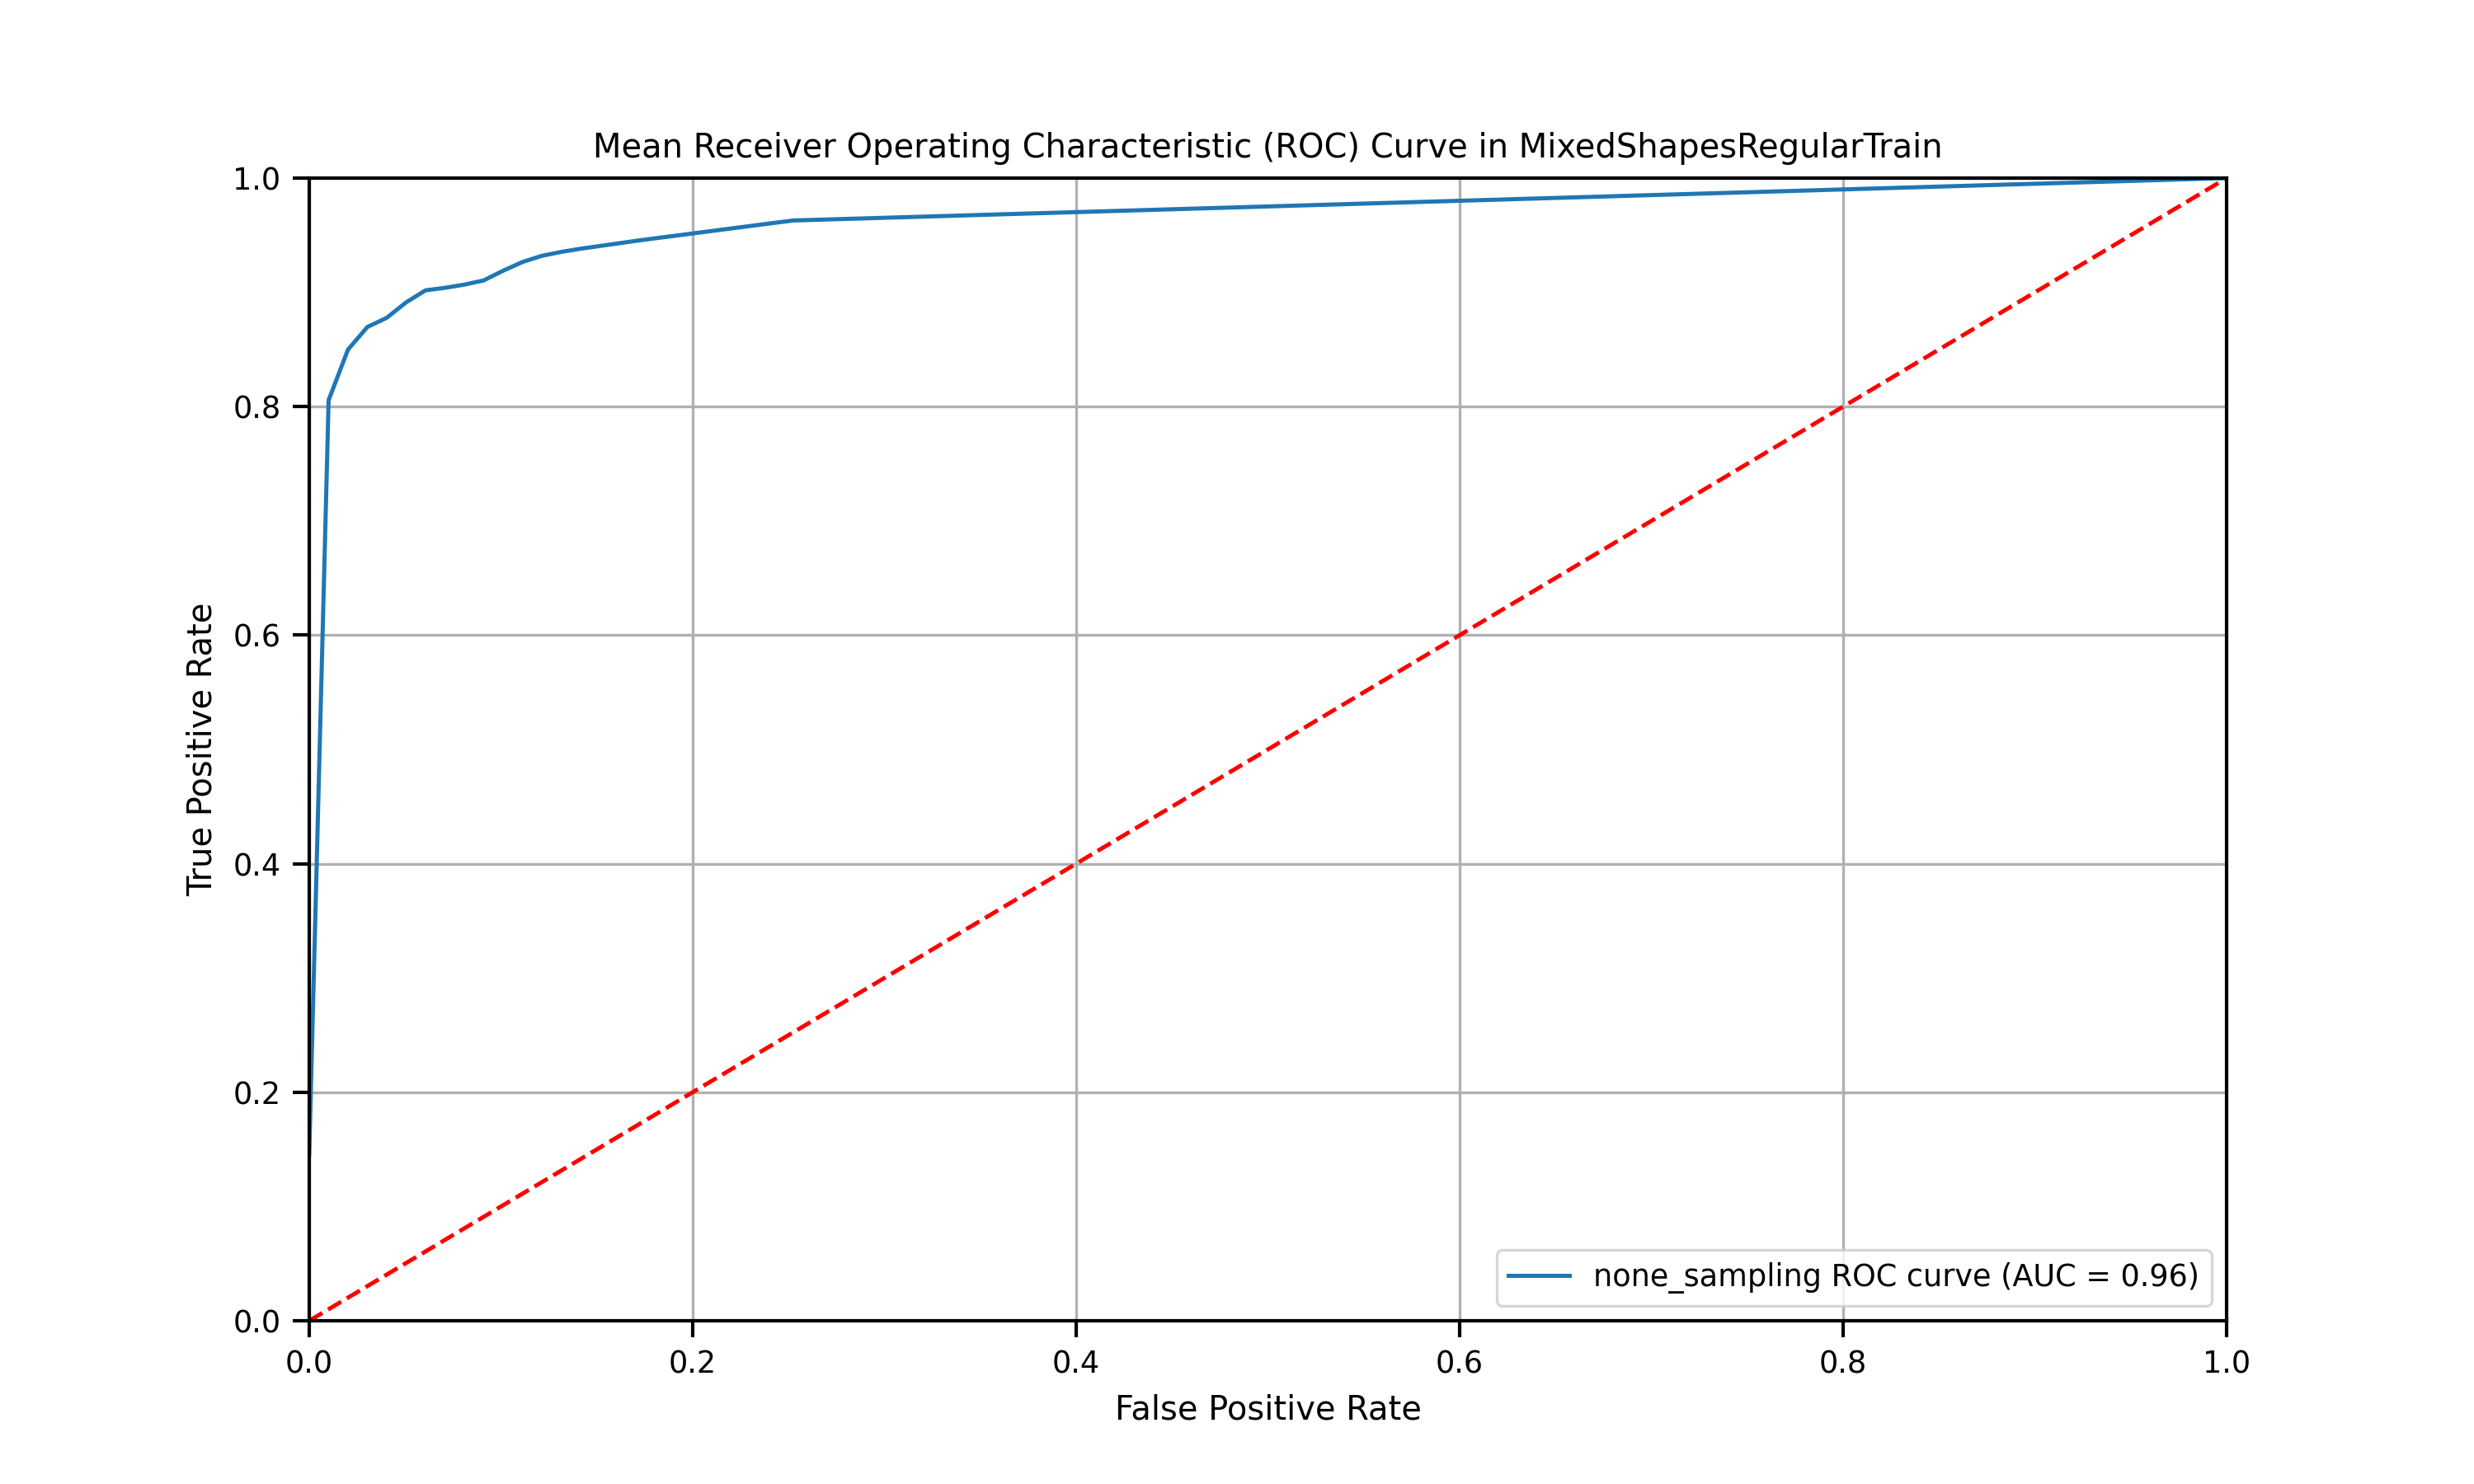 Mean Receiver Operating Characteristic (ROC) Curve in MixedShapesRegularTrain
1.0
0.8
0.6
0.4
0.2
0.0
True Positive Rate
none_sampling ROC curve (AUC = 0.96)
0.0 0.2 0.4 0.6 0.8 1.0
False Positive Rate